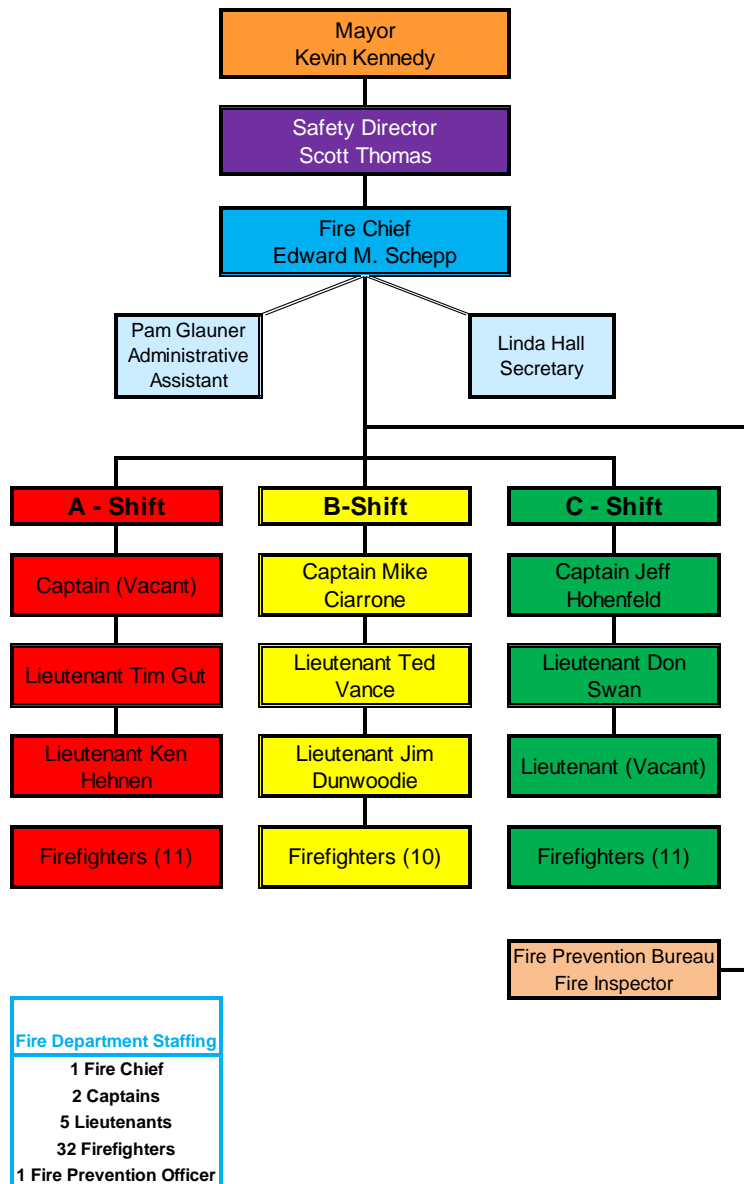 Mayor
Kevin Kennedy
Safety Director
Scott Thomas
Fire Chief
Edward M. Schepp
Pam Glauner
Administrative
Assistant
Linda Hall
Secretary
A - Shift
B-Shift
C - Shift
Captain (Vacant)
Captain Mike
Ciarrone
Captain Jeff
Hohenfeld
Lieutenant Tim Gut
Lieutenant Ted
Vance
Lieutenant Don
Swan
Lieutenant Ken
Hehnen
Lieutenant Jim
Dunwoodie
Lieutenant (Vacant)
Firefighters (11)
Firefighters (10)
Firefighters (11)
Fire Prevention Bureau
Fire Inspector
Fire Department Staffing
1 Fire Chief
2 Captains
5 Lieutenants
32 Firefighters
1 Fire Prevention Officer